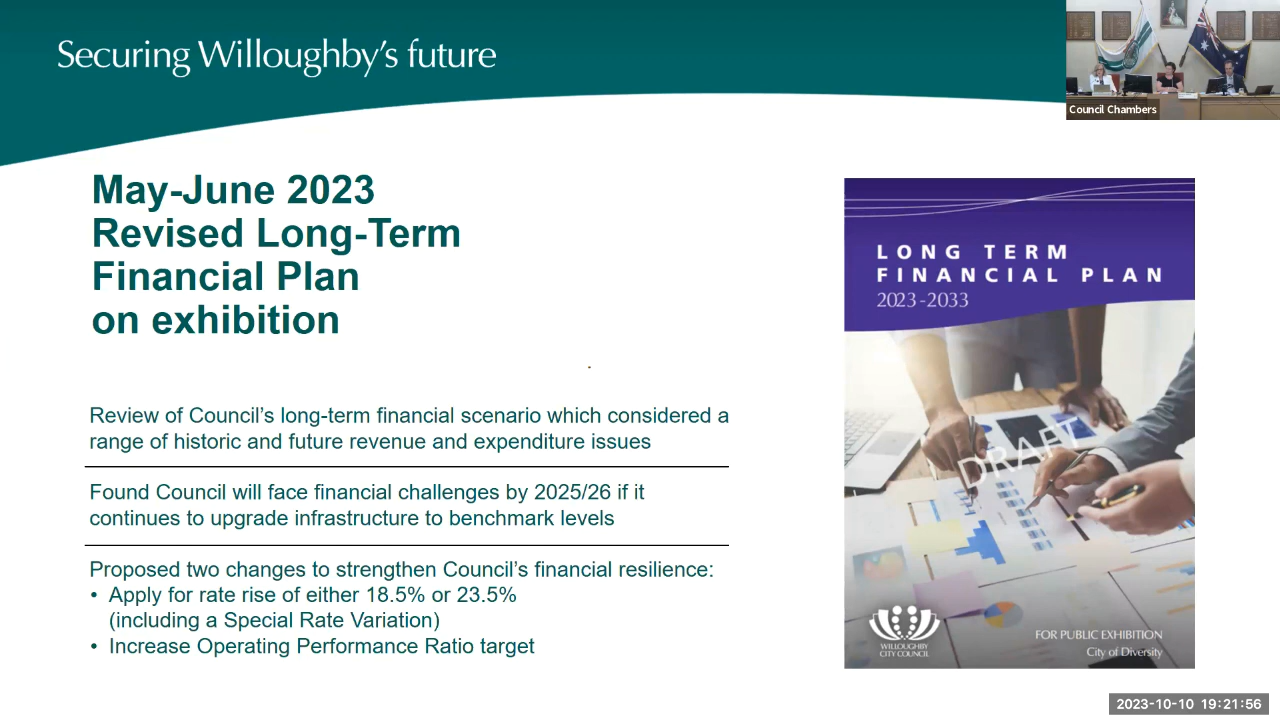 Securing Willoughby’s future
Council Chambers
May-June 2023
Revised Long-Term
Financial Plan
on exhibition
Review of Council’s long-term financial scenario which considered a
range of historic and future revenue and expenditure issues
Found Council will face financial challenges by 2025/26 if it
continues to upgrade infrastructure to benchmark levels
Proposed two changes to strengthen Council’s financial resilience:
• Apply for rate rise of either 18.5% or 23.5%
(including a Special Rate Variation)
• Increase Operating Performance Ratio target
LONG TERM
FINANCIAL PLAN
2023-2033
DRAFT
WILLOUGHBY
CITY COUNCIL
FOR PUBLIC EXHIBITION
City of Diversity
2023-10-10 19:21:56